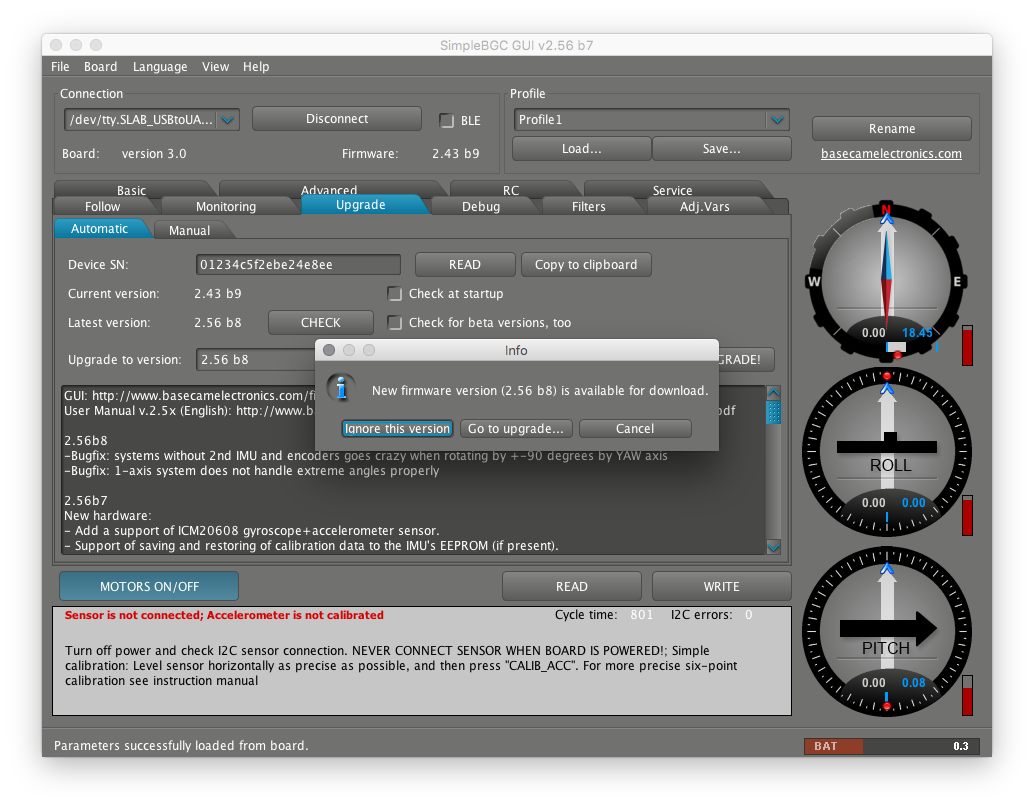 SimpleBGC GUI v2.56 b7
File Board Language View Help
Connection
/dev/tty.SLAB_USBtoUA... Disconnect BLE
Board: version 3.0 Firmware: 2.43 b9
Profile
Profile1 Rename
Load... Save... basecamelectronics.com
Basic Advanced RC Service
Follow Monitoring Upgrade Debug Filters Adj.Vars
Automatic Manual
Device SN: 01234c5f2ebe24e8ee READ Copy to clipboard
Current version: 2.43 b9 Check at startup
Latest version: 2.56 b8 CHECK Check for beta versions, too
Upgrade to version: 2.56 b8 GRADE!
Info
New firmware version (2.56 b8) is available for download.
Ignore this version Go to upgrade... Cancel
GUI: http://www.basecamelectronics.com/fi
User Manual v.2.5x (English): http://www.b df
2.56b8
-Bugfix: systems without 2nd IMU and encoders goes crazy when rotating by +-90 degrees by YAW axis
-Bugfix: 1-axis system does not handle extreme angles properly
2.56b7
New hardware:
- Add a support of ICM20608 gyroscope+accelerometer sensor.
- Support of saving and restoring of calibration data to the IMU's EEPROM (if present).
MOTORS ON/OFF READ WRITE
Sensor is not connected; Accelerometer is not calibrated Cycle time: 801 I2C errors: 0
Turn off power and check I2C sensor connection. NEVER CONNECT SENSOR WHEN BOARD IS POWERED!; Simple
calibration: Level sensor horizontally as precise as possible, and then press "CALIB_ACC". For more precise six-point
calibration see instruction manual
N
W E
0.00 18.45
ROLL
0.00 0.00
PITCH
0.00 0.08
Parameters successfully loaded from board. BAT 0.3